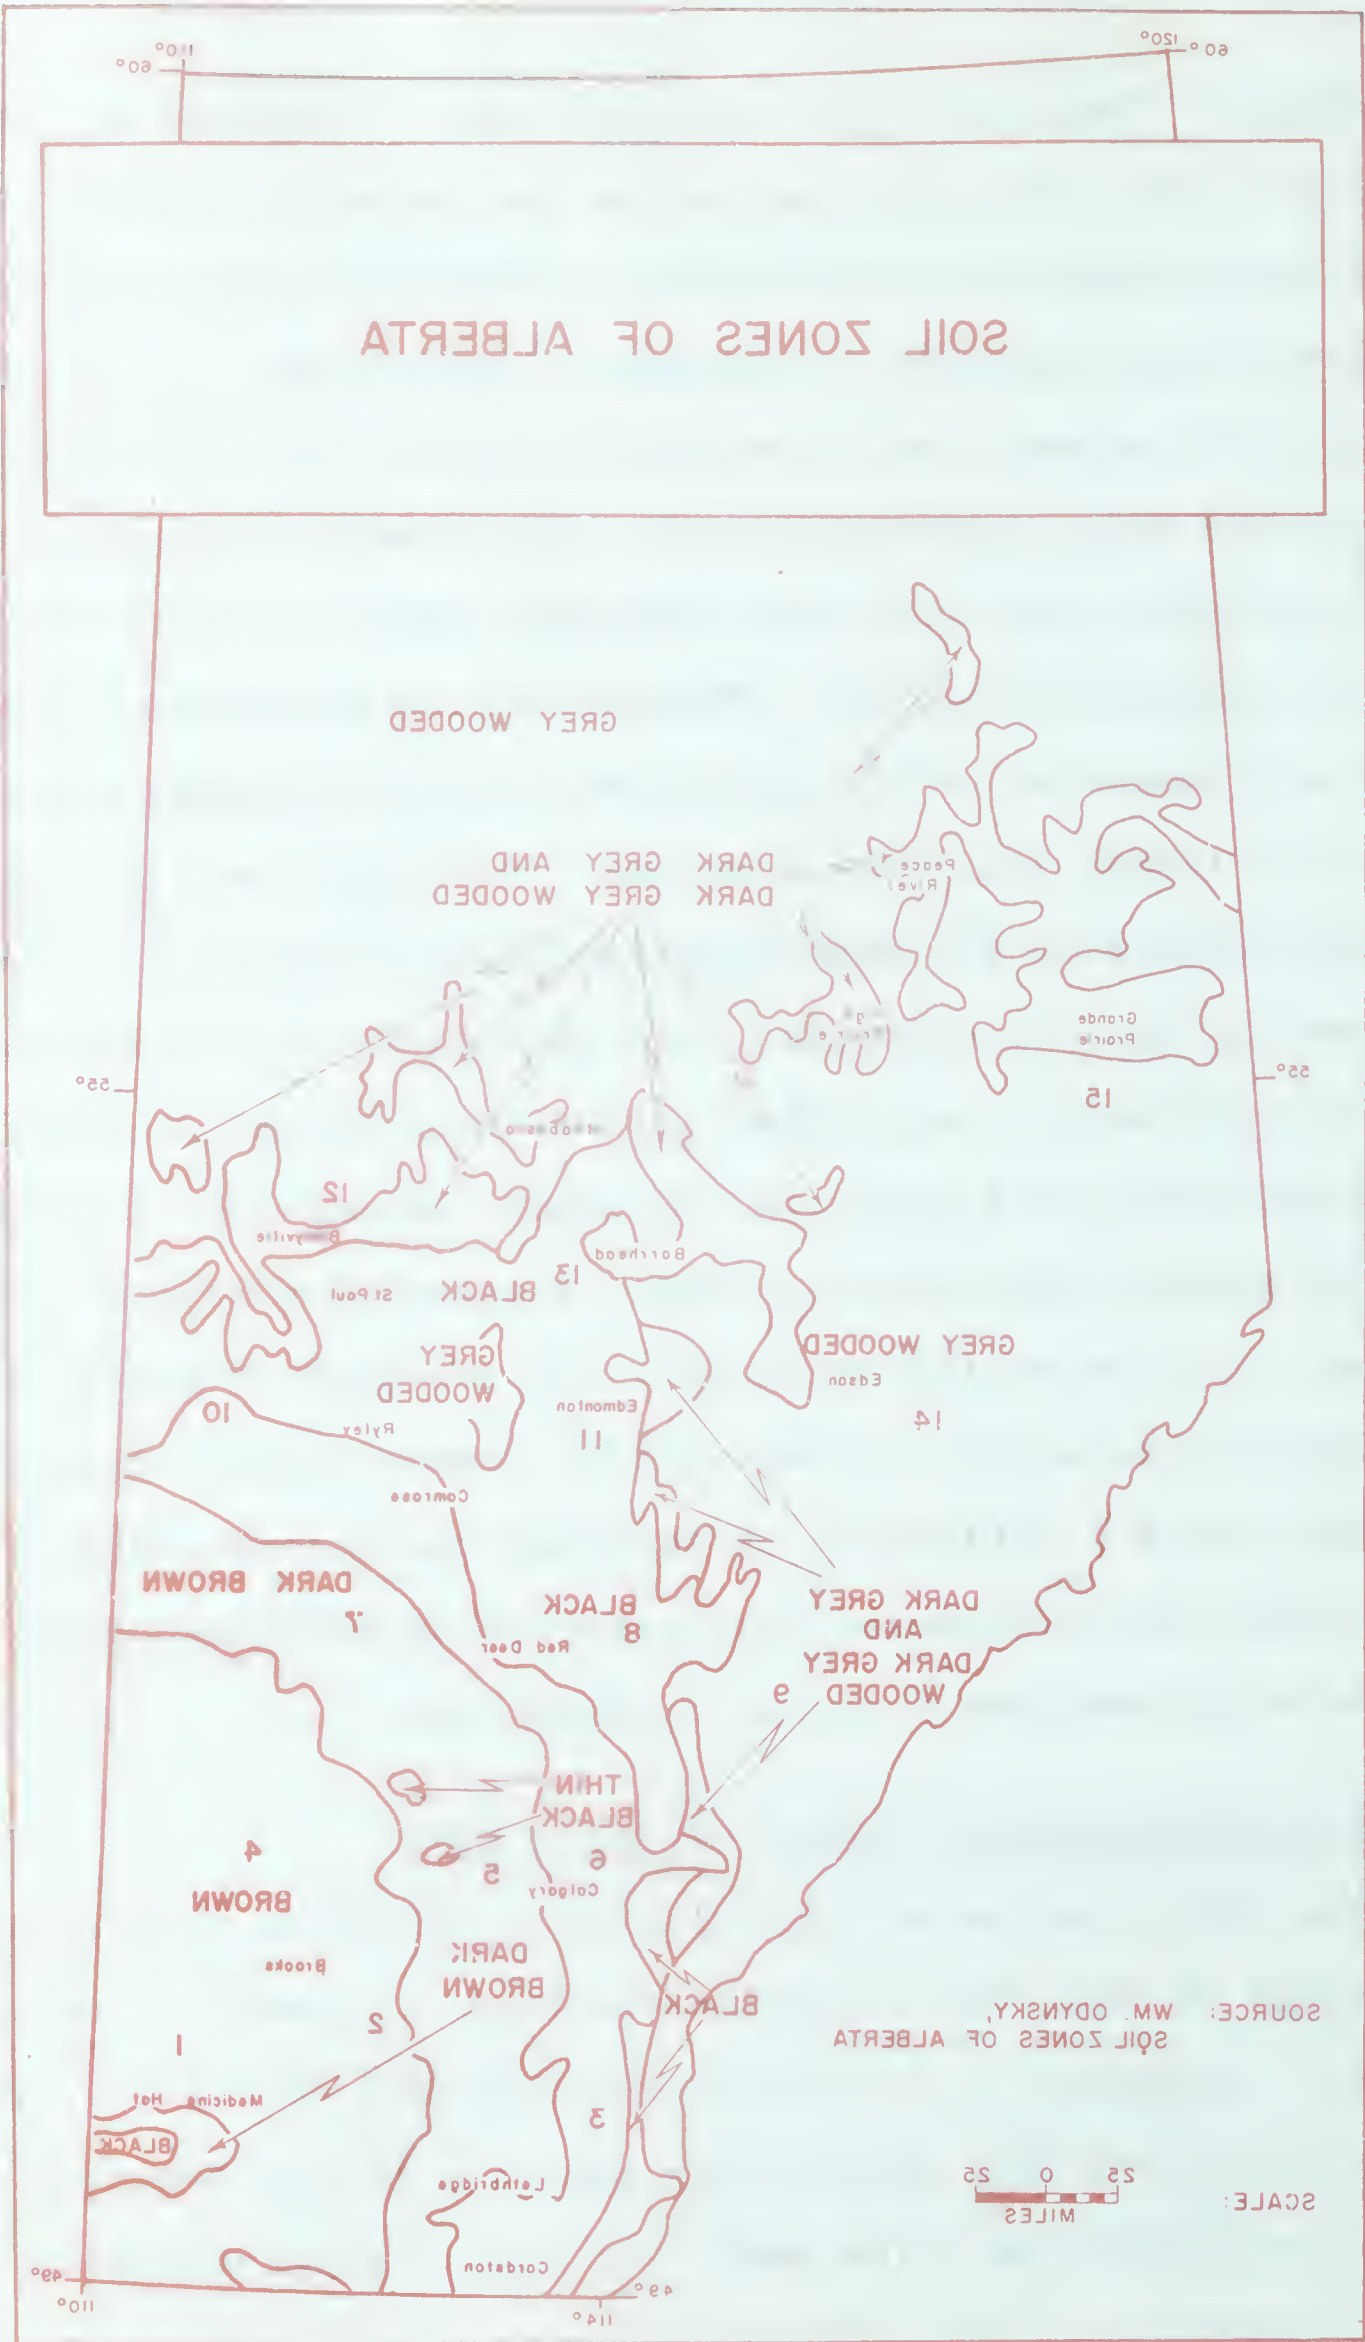 110°
120°
60°
60°
SOIL ZONES OF ALBERTA
GREY WOODED
DARK GREY AND
DARK GREY WOODED
Peace
River
Grande
Prairie
55°
55°
15
12
St. Paul
BLACK
13
Barrhead
GREY
WOODED
GREY WOODED
Edson
14
10
Ryley
Edmonton
11
Camrose
DARK BROWN
7
BLACK
8
Red Deer
DARK GREY
AND
DARK GREY
WOODED 9
THIN
BLACK
6
5
Calgary
4
BROWN
Brooks
DARK
BROWN
BLACK
2
1
3
Medicine Hat
BLACK
Lethbridge
Cardston
SOURCE: WM. ODYNSKY,
SOIL ZONES OF ALBERTA
SCALE:
25 0 25
MILES
49°
49°
110°
114°